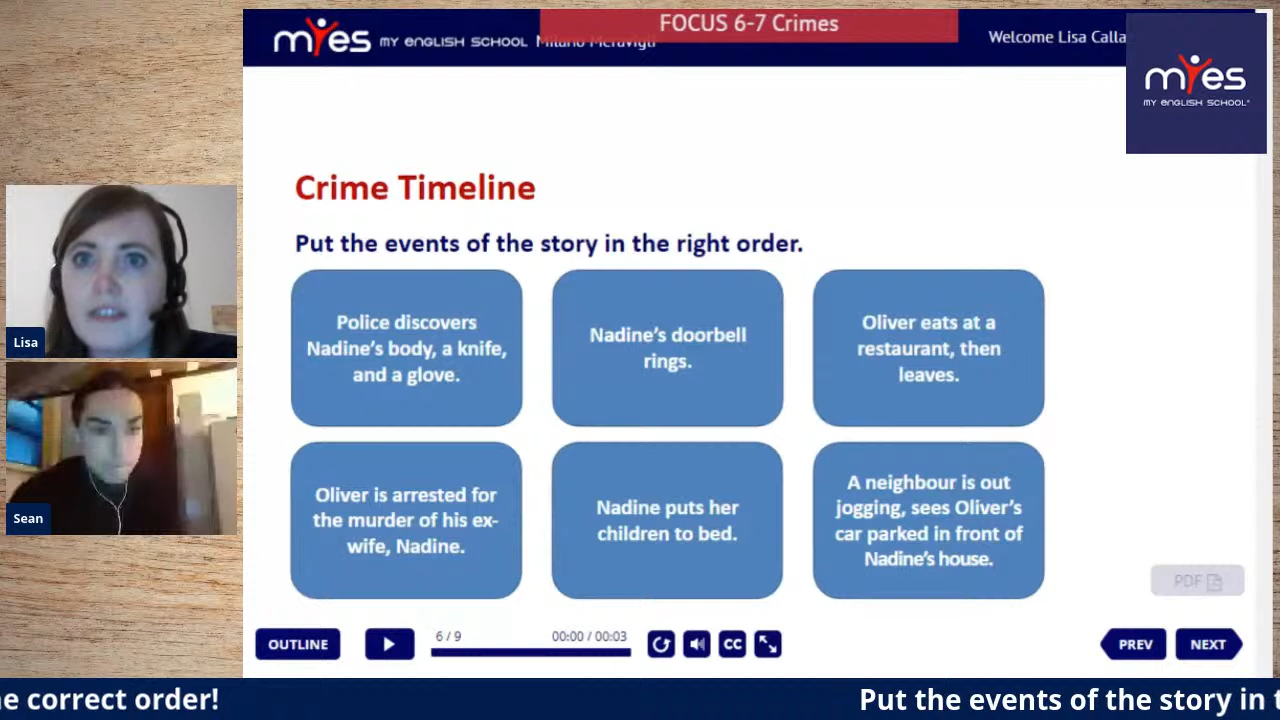 FOCUS 6-7 Crimes
myes MY ENGLISH SCHOOL Milano Meravigli
Welcome Lisa Calla
myes
MY ENGLISH SCHOOL
Crime Timeline
Put the events of the story in the right order.
Police discovers
Nadine's body, a knife,
and a glove.
Nadine's doorbell
rings.
Oliver eats at a
restaurant, then
leaves.
Oliver is arrested for
the murder of his ex-
wife, Nadine.
Nadine puts her
children to bed.
A neighbour is out
jogging, sees Oliver's
car parked in front of
Nadine's house.
Lisa
Sean
PDF
OUTLINE
6 / 9
00:00 / 00:03
CC
PREV
NEXT
ne correct order!
Put the events of the story in t